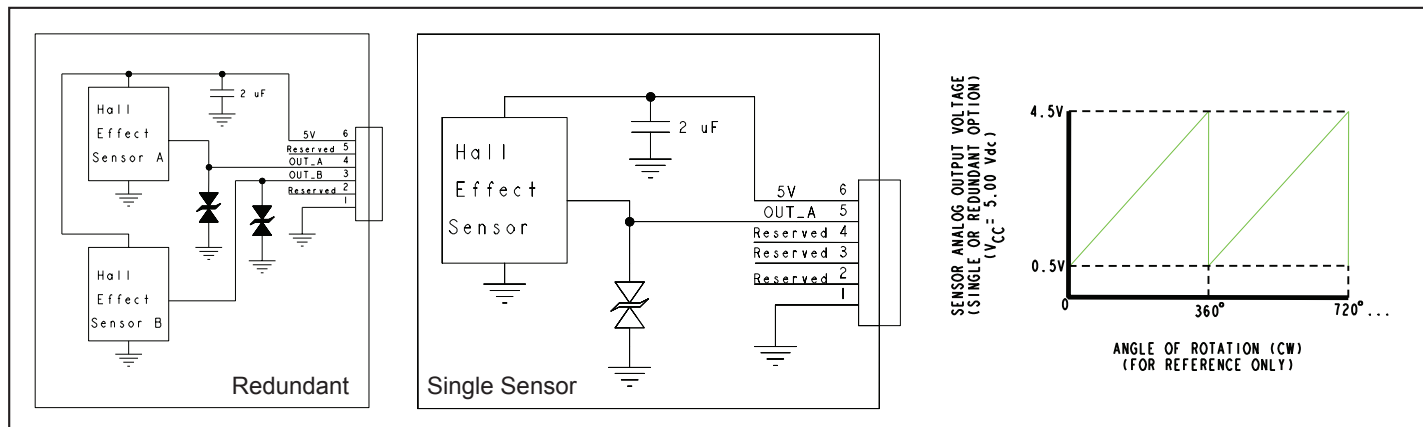 Hall
Effect
Sensor A
2 uF
5V 6
Reserved 5
OUT_A 4
OUT_B 3
Reserved 2
1
Hall
Effect
Sensor B
Redundant
Hall
Effect
Sensor
2 uF
5V 6
OUT_A 5
Reserved 4
Reserved 3
Reserved 2
1
Single Sensor
SENSOR ANALOG OUTPUT VOLTAGE
(SINGLE OR REDUNDANT OPTION)
(VCC= 5.00 Vdc)
4.5V
0.5V
0
360°
720°...
ANGLE OF ROTATION (CW)
(FOR REFERENCE ONLY)